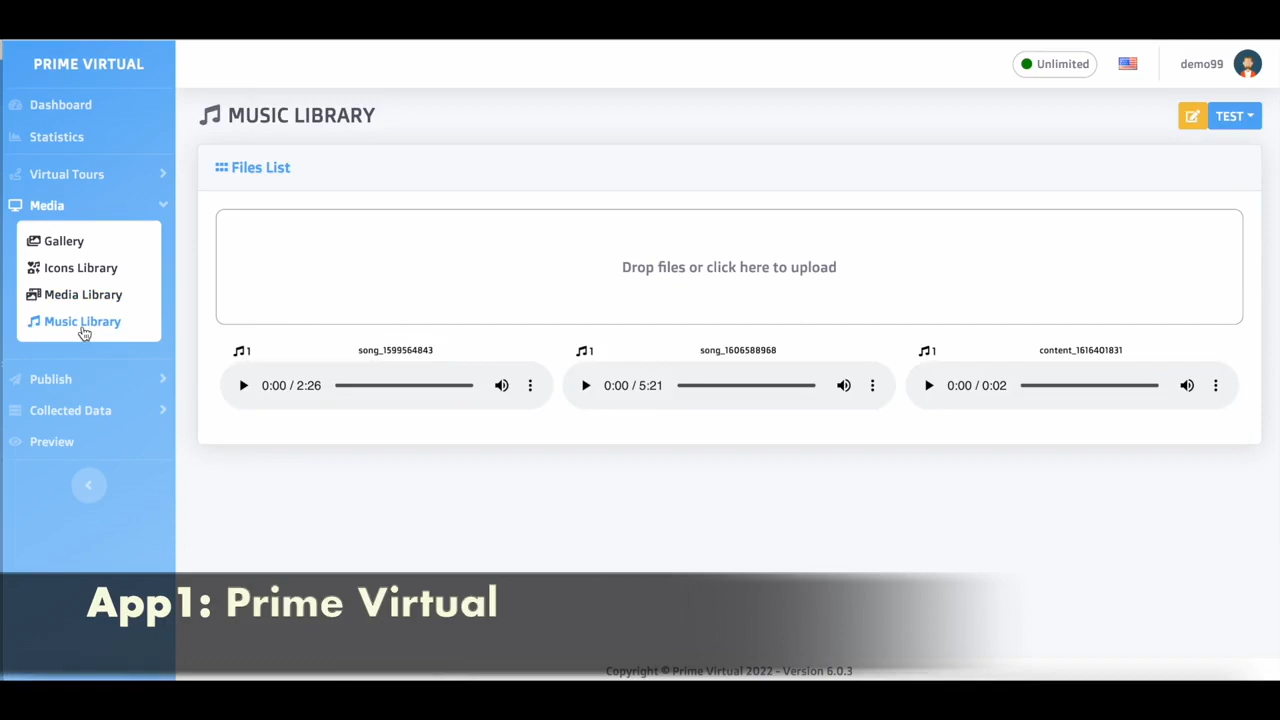 PRIME VIRTUAL
Unlimited
demo99
Dashboard
Statistics
Virtual Tours
Media
Gallery
Icons Library
Media Library
Music Library
Publish
Collected Data
Preview
MUSIC LIBRARY
TEST
Files List
Drop files or click here to upload
1 song_1599564843
1 song_1606588968
1 content_1616401831
0:00 / 2:26
0:00 / 5:21
0:00 / 0:02
App1: Prime Virtual
Copyright © Prime Virtual 2022 - Version 6.0.3